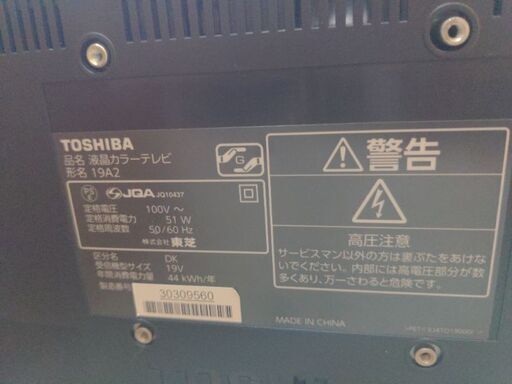 TOSHIBA
品名 液晶カラーテレビ
形名 19A2
PS E JQA JQ10437
定格電圧 100V ～
定格消費電力 51 W
定格周波数 50/60 Hz
株式会社 東芝
区分名 DK
受信機型サイズ 19V
年間消費電力量 44 kWh/年
製造番号 30309560
G
警告
高圧注意
サービスマン以外の方は裏ぶたをあけな
いでください。内部には高電圧部分が数
多くあり、万一さわると危険です。
MADE IN CHINA